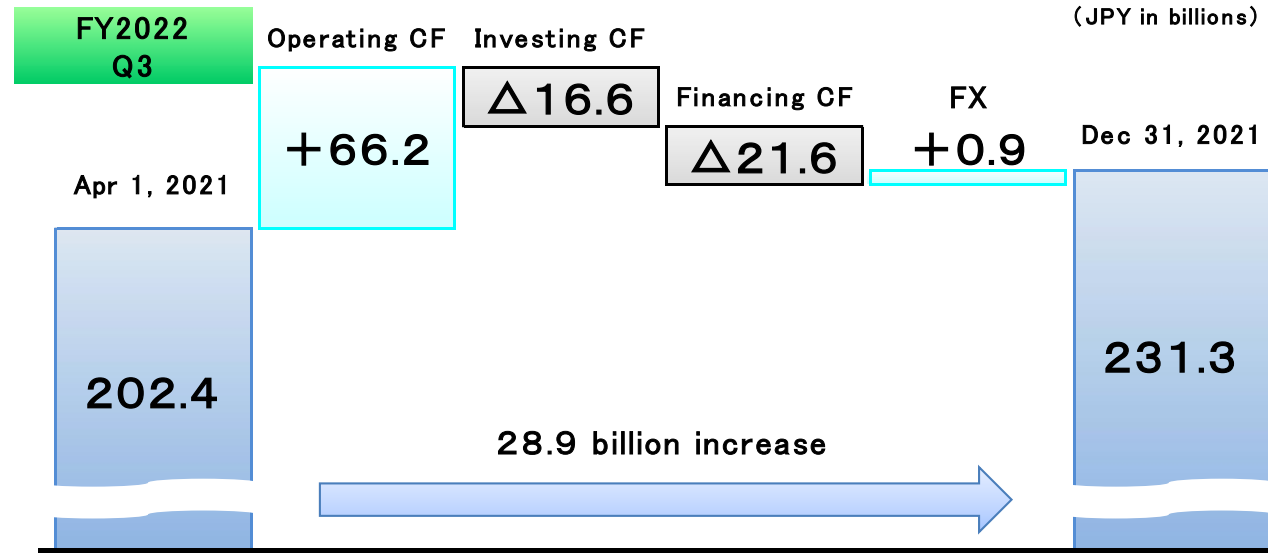 FY2022
Q3
（JPY in billions）
Operating CF
Investing CF
Financing CF
FX
Apr 1, 2021
Dec 31, 2021
＋66.2
△16.6
△21.6
＋0.9
202.4
231.3
28.9 billion increase